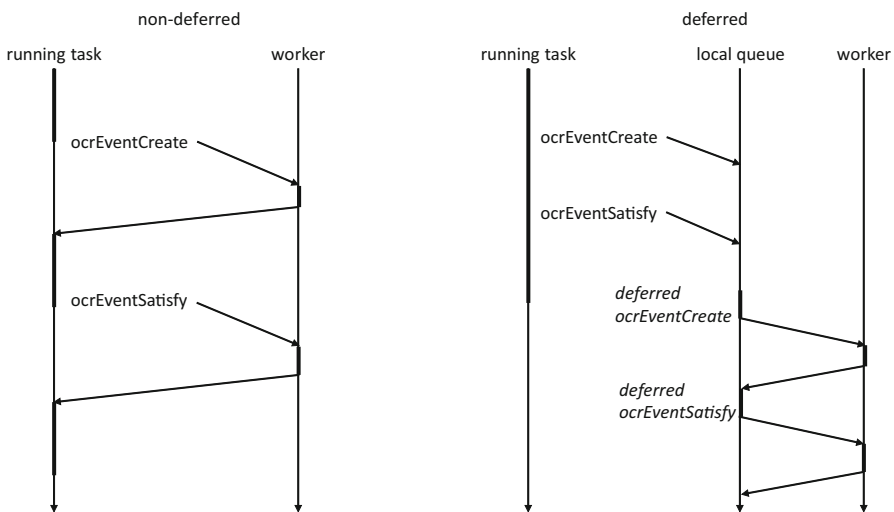 non-deferred
running task
worker
ocrEventCreate
ocrEventSatisfy
deferred
running task
local queue
worker
ocrEventCreate
ocrEventSatisfy
deferred
ocrEventCreate
deferred
ocrEventSatisfy